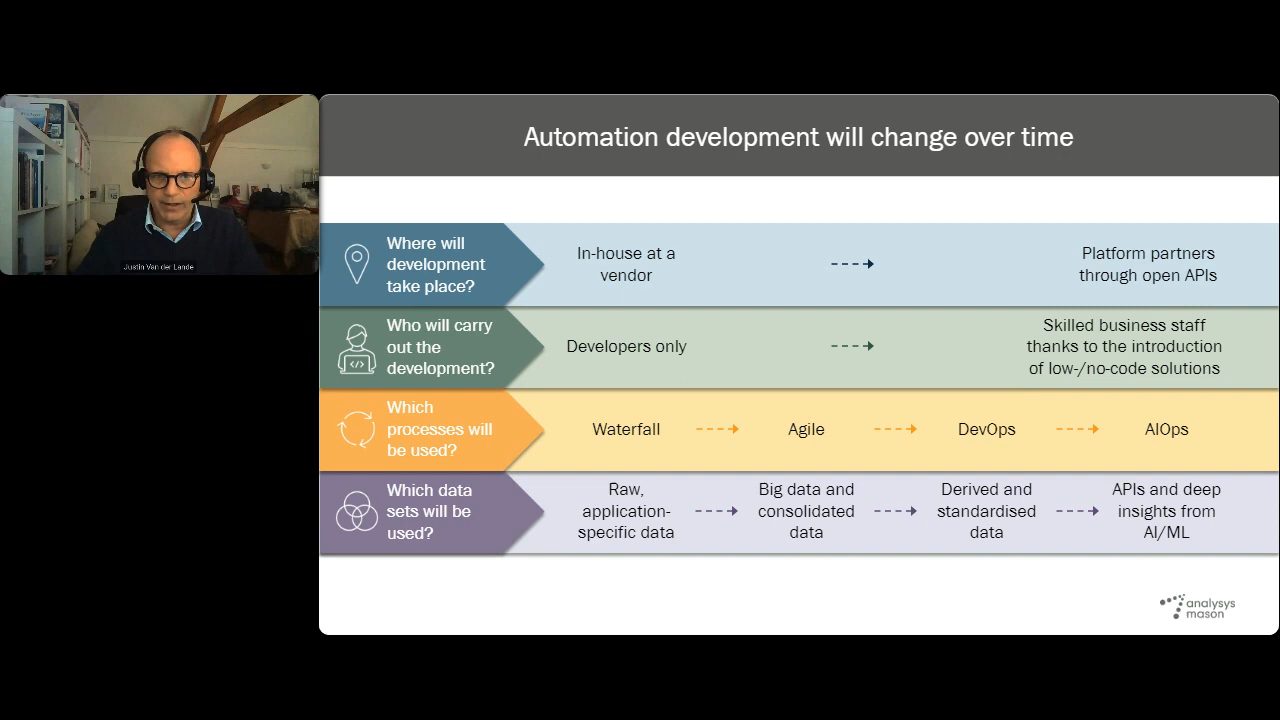 Automation development will change over time
Where will
development
take place?
In-house at a
vendor
Platform partners
through open APIs
Who will carry
out the
development?
Developers only
Skilled business staff
thanks to the introduction
of low-/no-code solutions
Which
processes will
be used?
Waterfall
Agile
DevOps
AIOps
Which data
sets will be
used?
Raw,
application-
specific data
Big data and
consolidated
data
Derived and
standardised
data
APIs and deep
insights from
AI/ML
Justin Van der Lande
analysys
mason